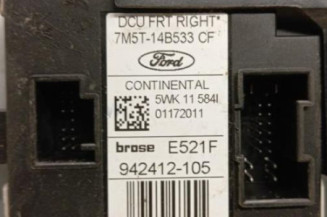 DCU FRT RIGHT*
7M5T-14B533 CF
Ford
CONTINENTAL
5WK 11 584I
01172011
brose E521F
942412-105